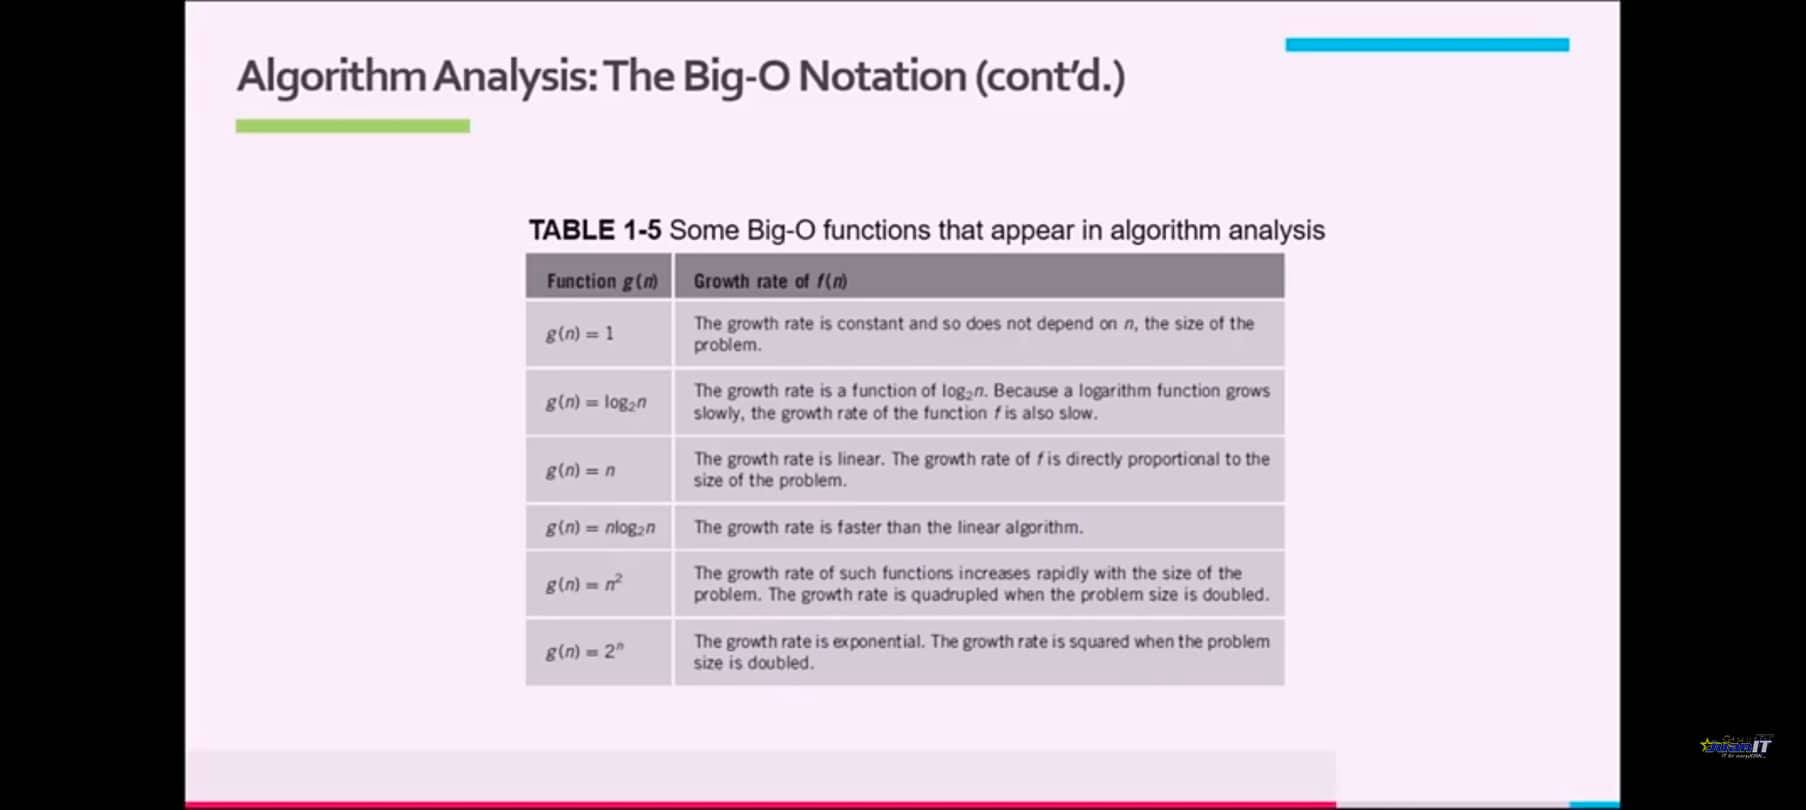 Algorithm Analysis: The Big-O Notation (cont'd.)
TABLE 1-5 Some Big-O functions that appear in algorithm analysis
Function g(n) Growth rate of f(n)
g(n) = 1 The growth rate is constant and so does not depend on n, the size of the
problem.
g(n) = log₂n The growth rate is a function of log₂n. Because a logarithm function grows
slowly, the growth rate of the function f is also slow.
g(n) = n The growth rate is linear. The growth rate of f is directly proportional to the
size of the problem.
g(n) = nlog₂n The growth rate is faster than the linear algorithm.
g(n) = n² The growth rate of such functions increases rapidly with the size of the
problem. The growth rate is quadrupled when the problem size is doubled.
g(n) = 2ⁿ The growth rate is exponential. The growth rate is squared when the problem
size is doubled.
JuanIT